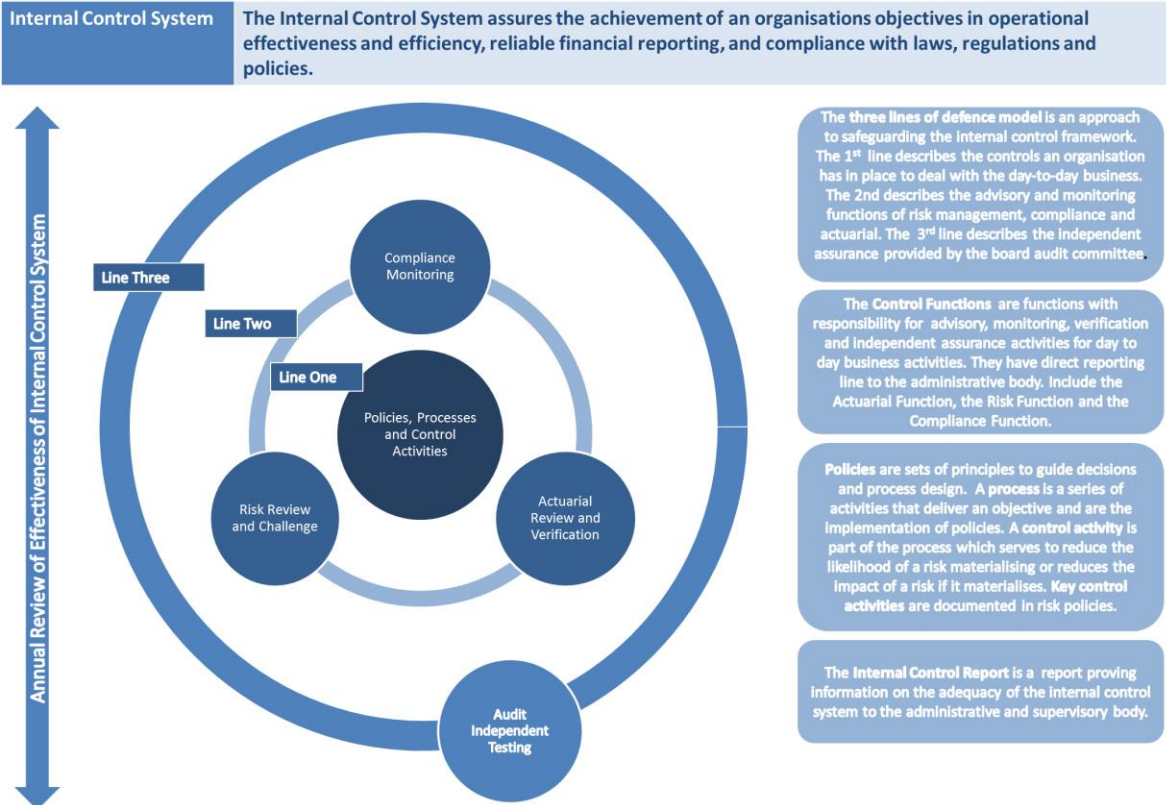 Internal Control System
The Internal Control System assures the achievement of an organisations objectives in operational
effectiveness and efficiency, reliable financial reporting, and compliance with laws, regulations and
policies.
Annual Review of Effectiveness of Internal Control System
Line Three
Line Two
Line One
Compliance
Monitoring
Policies, Processes
and Control
Activities
Risk Review
and Challenge
Actuarial
Review and
Verification
Audit
Independent
Testing
The three lines of defence model is an approach
to safeguarding the internal control framework.
The 1st line describes the controls an organisation
has in place to deal with the day-to-day business.
The 2nd describes the advisory and monitoring
functions of risk management, compliance and
actuarial. The 3rd line describes the independent
assurance provided by the board audit committee.
The Control Functions are functions with
responsibility for advisory, monitoring, verification
and independent assurance activities for day to
day business activities. They have direct reporting
line to the administrative body. Include the
Actuarial Function, the Risk Function and the
Compliance Function.
Policies are sets of principles to guide decisions
and process design. A process is a series of
activities that deliver an objective and are the
implementation of policies. A control activity is
part of the process which serves to reduce the
likelihood of a risk materialising or reduces the
impact of a risk if it materialises. Key control
activities are documented in risk policies.
The Internal Control Report is a report proving
information on the adequacy of the internal control
system to the administrative and supervisory body.